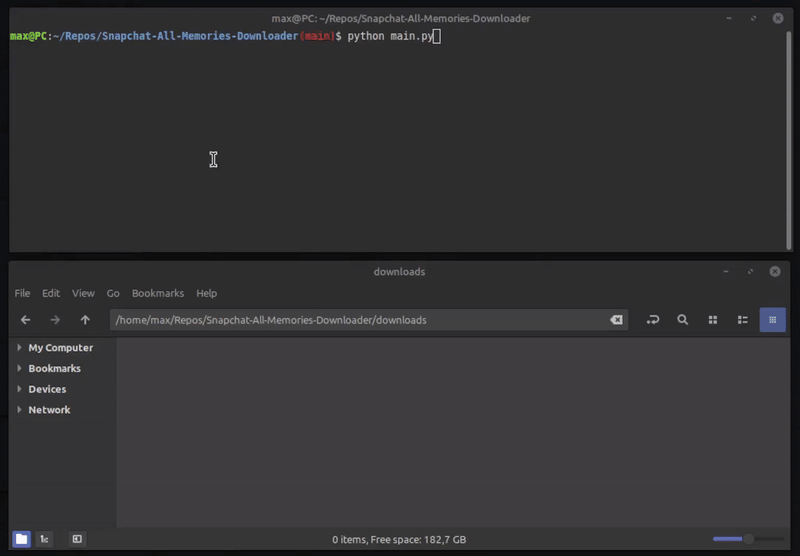 max@PC: ~/Repos/Snapchat-All-Memories-Downloader
max@PC:~/Repos/Snapchat-All-Memories-Downloader(main)$ python main.py
downloads
File Edit View Go Bookmarks Help
/home/max/Repos/Snapchat-All-Memories-Downloader/downloads
My Computer
Bookmarks
Devices
Network
0 items, Free space: 182,7 GB